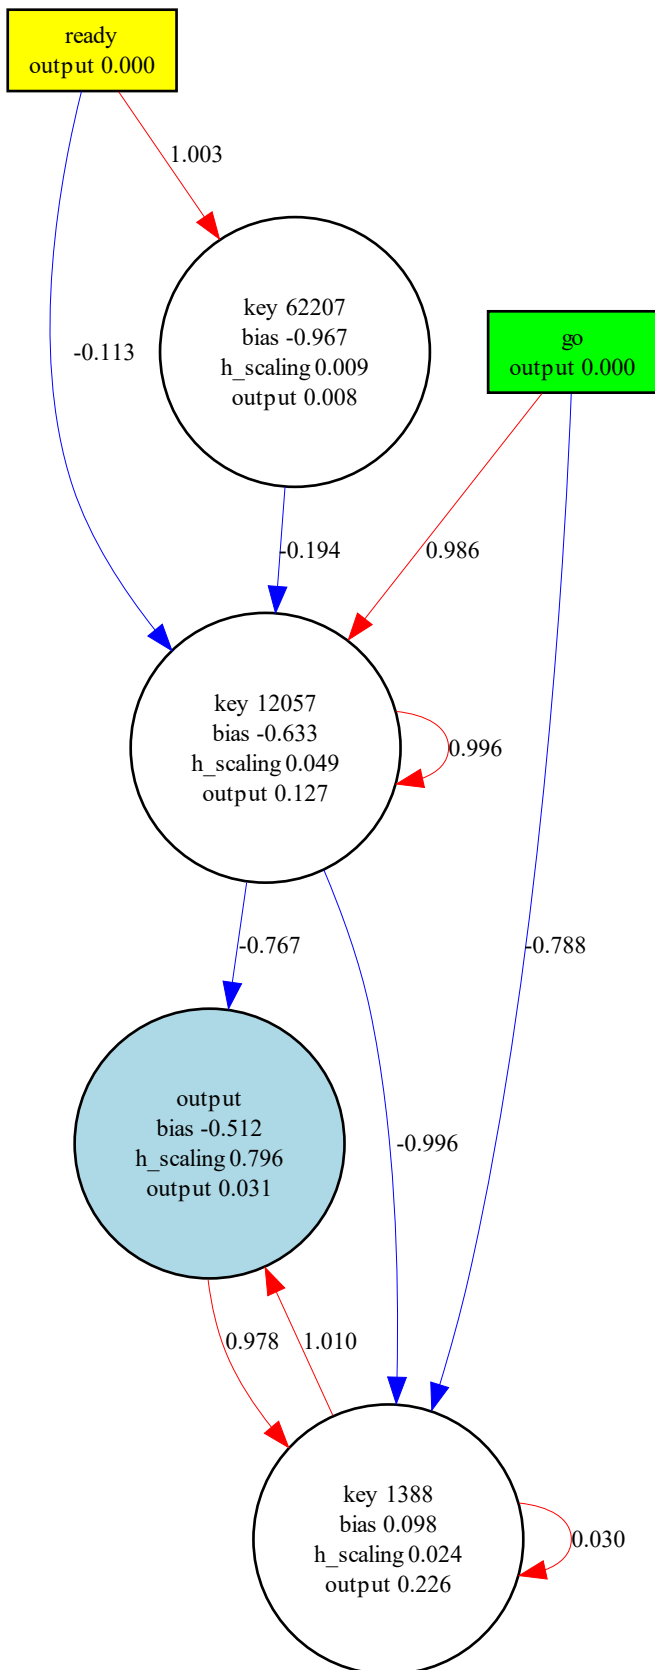 ready
output 0.000
1.003
key 62207
bias -0.967
h_scaling 0.009
output 0.008
go
output 0.000
-0.113
-0.194
0.986
key 12057
bias -0.633
h_scaling 0.049
output 0.127
0.996
-0.767
-0.788
output
bias -0.512
h_scaling 0.796
output 0.031
-0.996
0.978
1.010
key 1388
bias 0.098
h_scaling 0.024
output 0.226
0.030